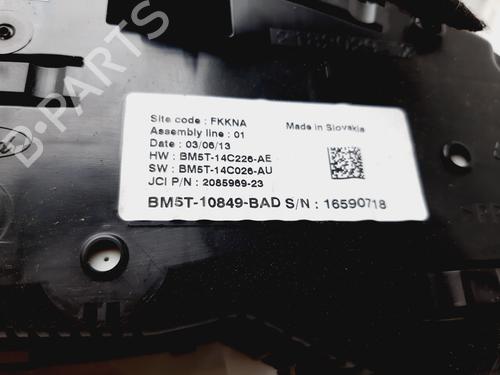 Site code : FKKNA
Assembly line : 01
Made in Slovakia
Date : 03/06/13
HW : BM5T-14C226-AE
SW : BM5T-14C026-AU
JCI P/N : 2085969-23
BM5T-10849-BAD S/N : 16590718
B-PARTS